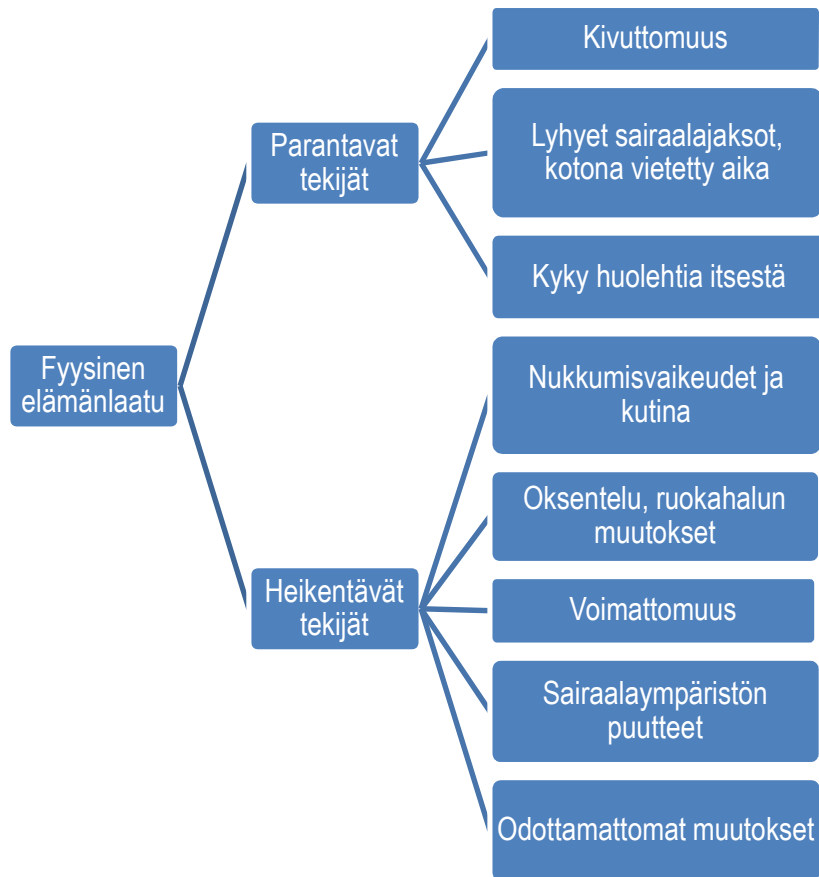 Fyysinen
elämänlaatu
Parantavat
tekijät
Kivuttomuus
Lyhyet sairaalajaksot,
kotona vietetty aika
Kyky huolehtia itsestä
Heikentävät
tekijät
Nukkumisvaikeudet ja
kutina
Oksentelu, ruokahalun
muutokset
Voimattomuus
Sairaalaympäristön
puutteet
Odottamattomat muutokset